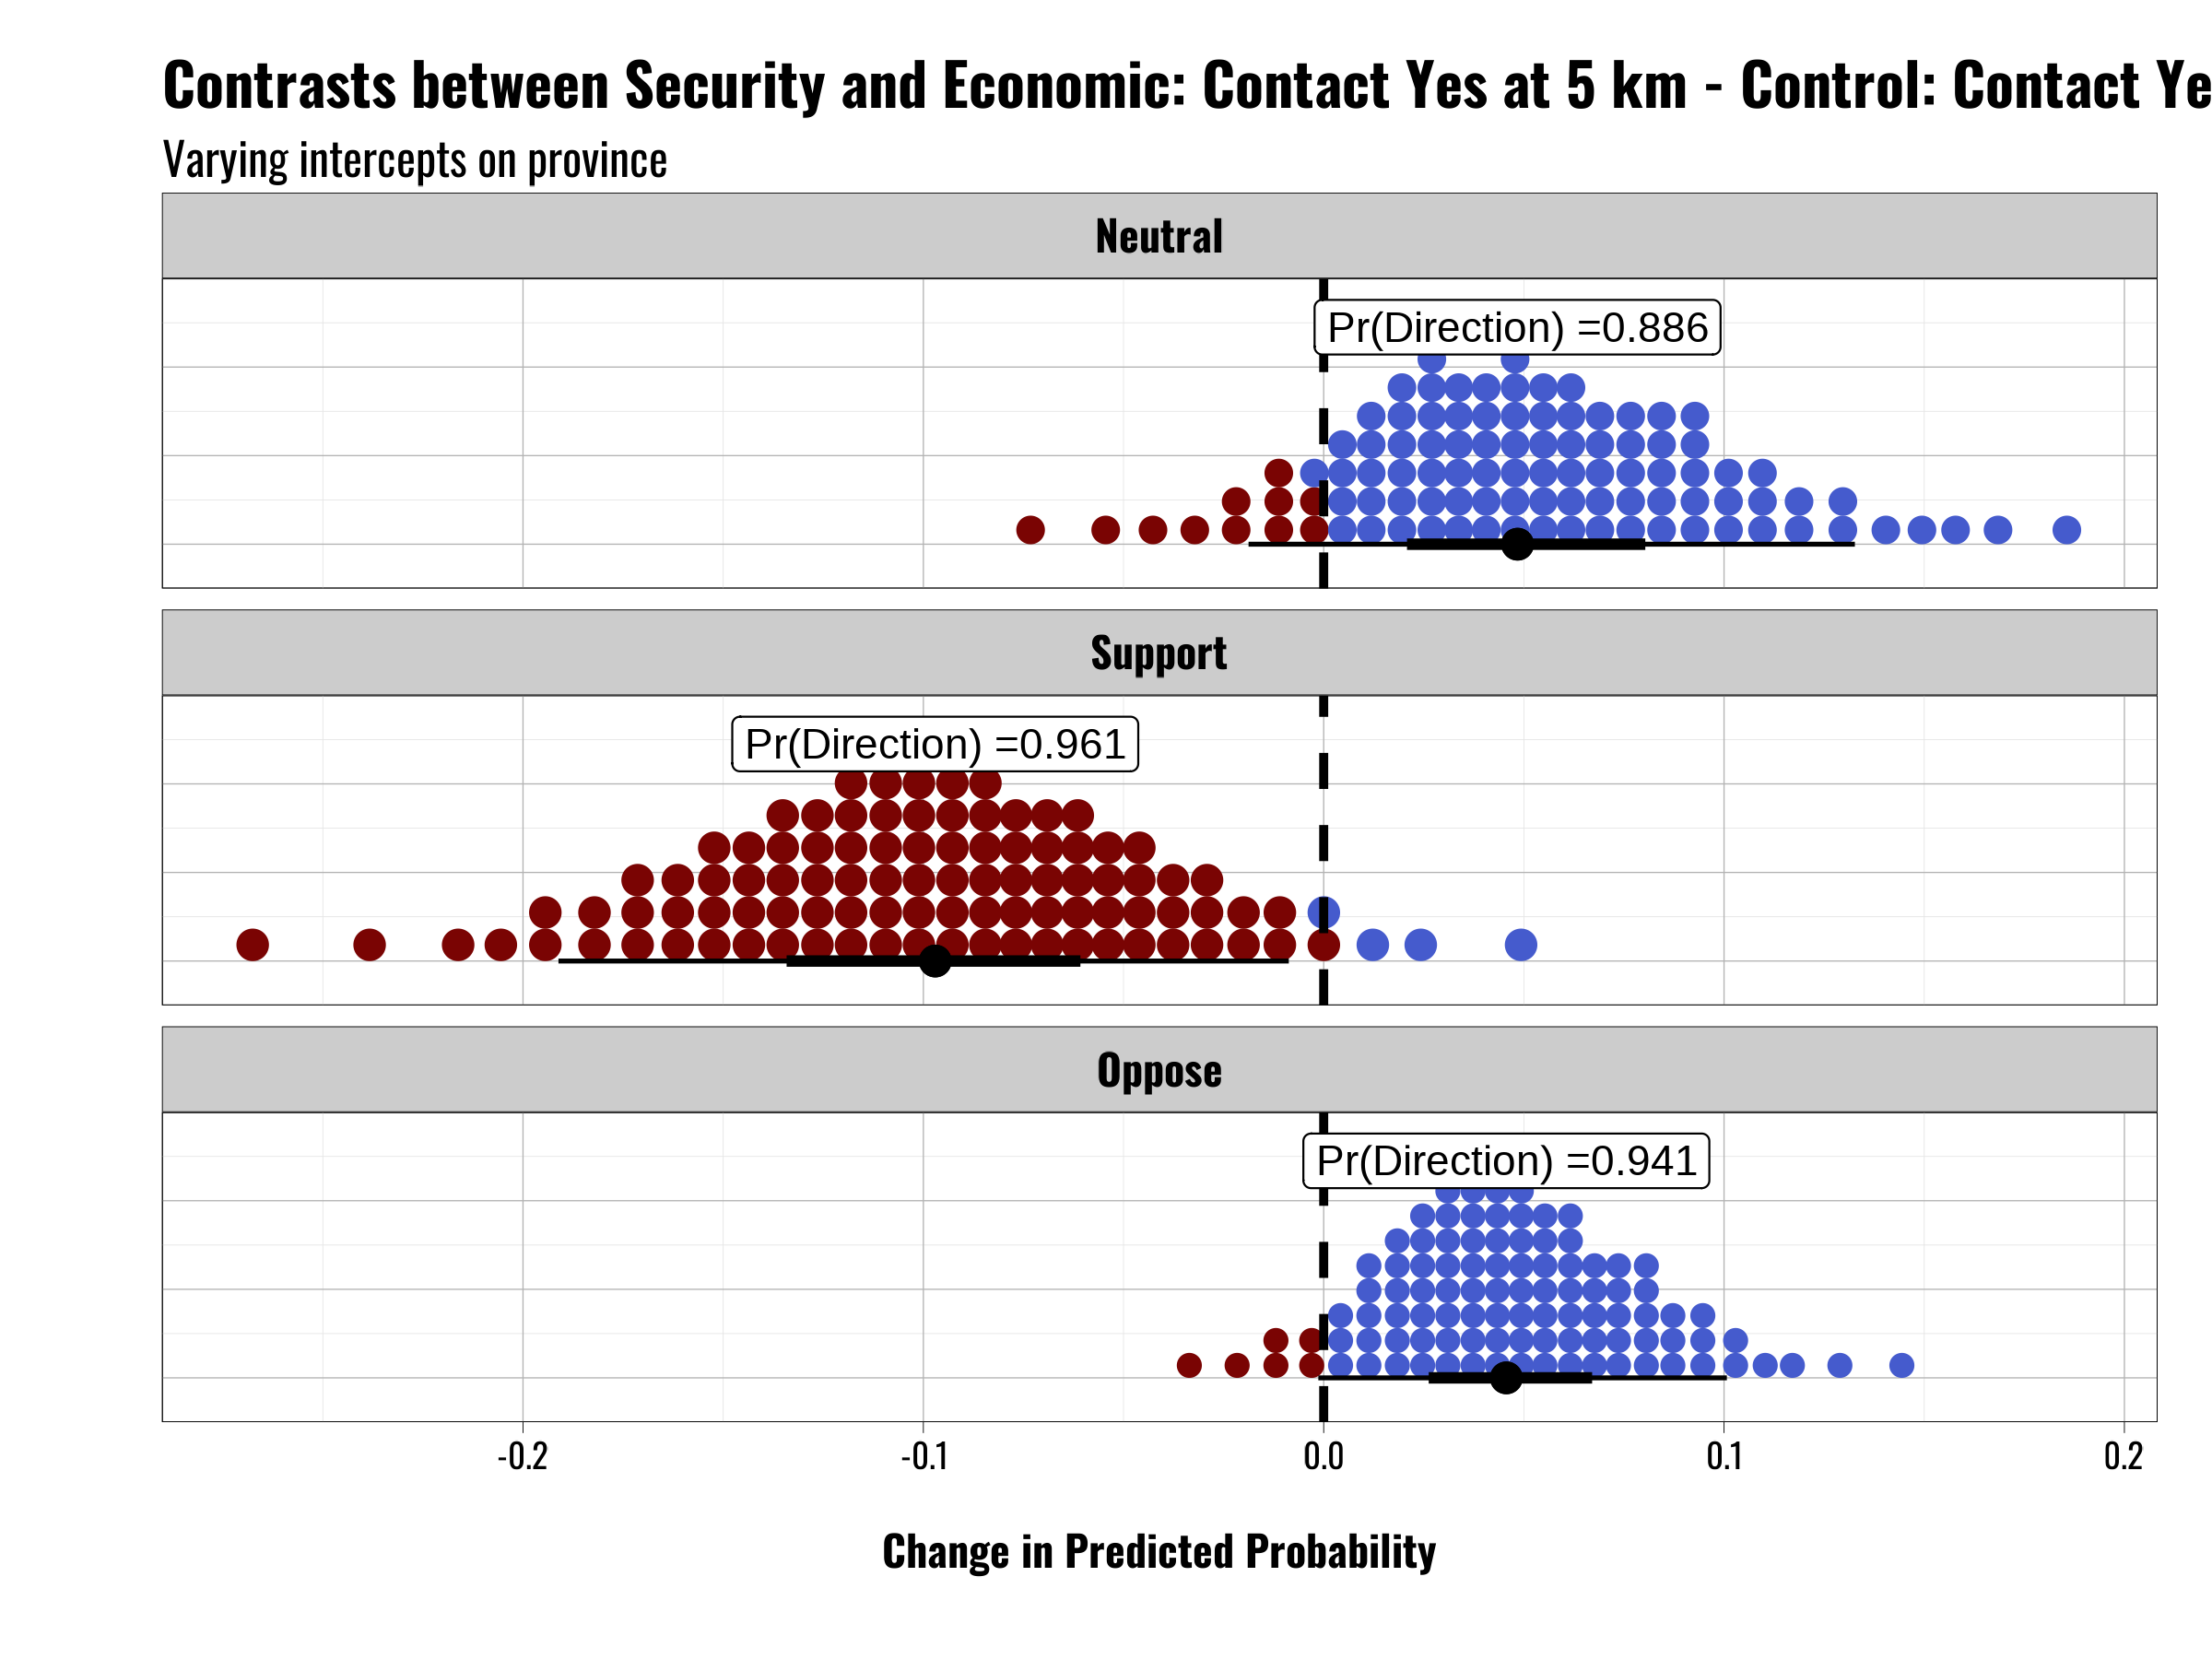 Contrasts between Security and Economic: Contact Yes at 5 km - Control: Contact Ye
Varying intercepts on province
Neutral
Pr(Direction) =0.886
Support
Pr(Direction) =0.961
Oppose
Pr(Direction) =0.941
-0.2 -0.1 0.0 0.1 0.2
Change in Predicted Probability